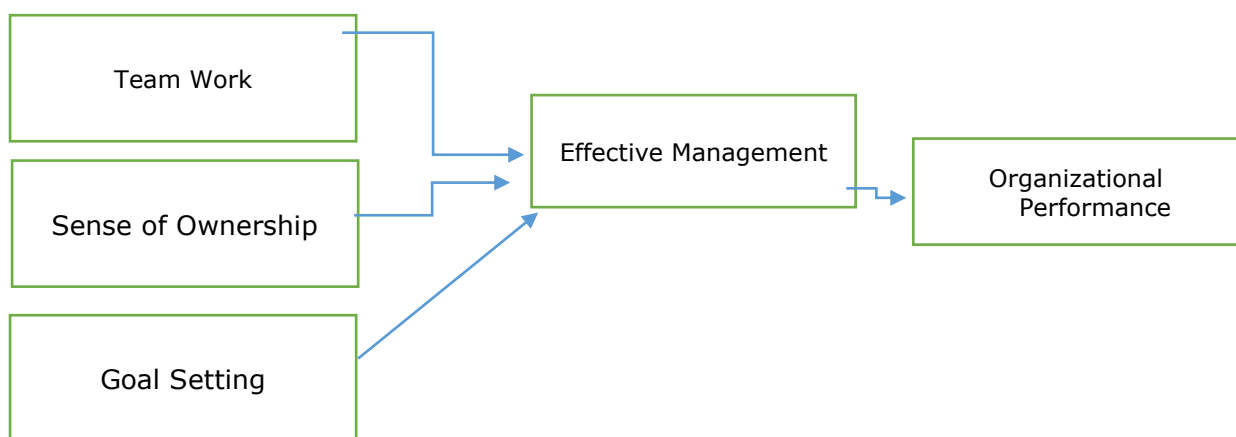 Team Work
Sense of Ownership
Goal Setting
Effective Management
Organizational
Performance